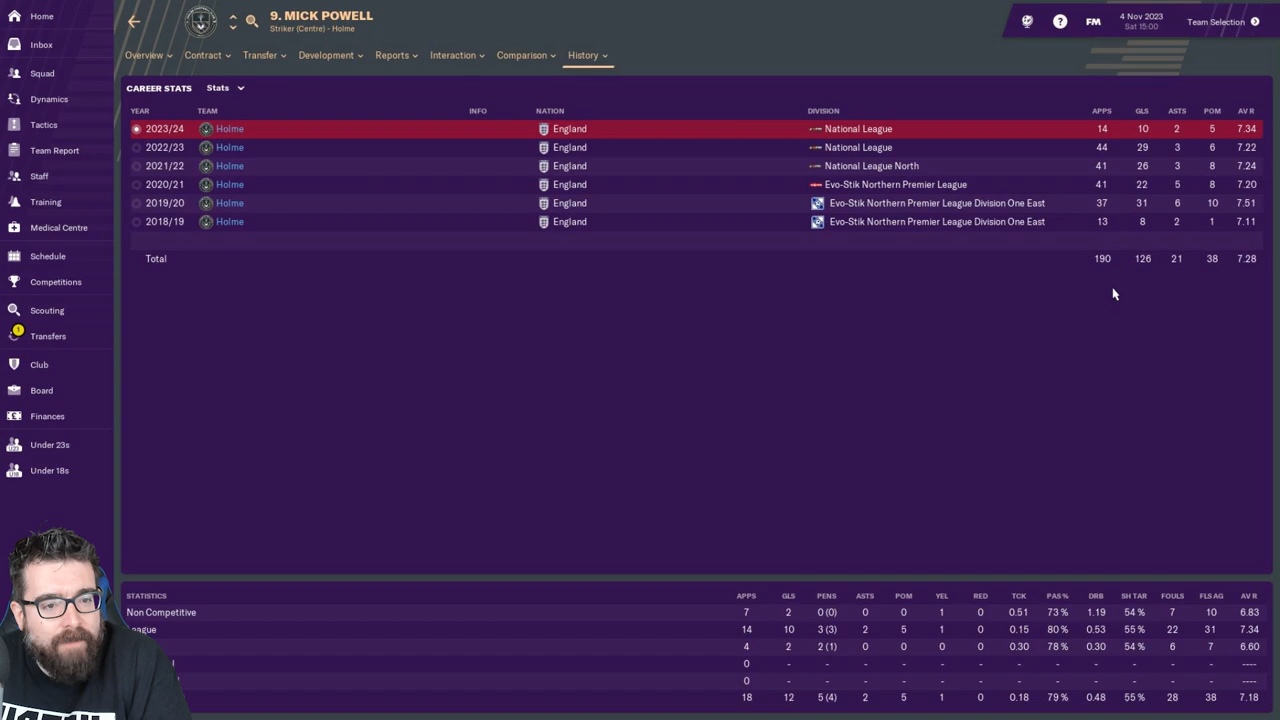 Home
Inbox
Squad
Dynamics
Tactics
Team Report
Staff
Training
Medical Centre
Schedule
Competitions
Scouting
1
Transfers
Club
Board
Finances
Under 23s
Under 18s
9. MICK POWELL
Striker (Centre) - Holme
FM
4 Nov 2023
Sat 15:00
Team Selection
Overview Contract Transfer Development Reports Interaction Comparison History
CAREER STATS Stats
YEAR TEAM INFO NATION DIVISION APPS GLS ASTS POM AV R
2023/24 Holme England National League 14 10 2 5 7.34
2022/23 Holme England National League 44 29 3 6 7.22
2021/22 Holme England National League North 41 26 3 8 7.24
2020/21 Holme England Evo-Stik Northern Premier League 41 22 5 8 7.20
2019/20 Holme England Evo-Stik Northern Premier League Division One East 37 31 6 10 7.51
2018/19 Holme England Evo-Stik Northern Premier League Division One East 13 8 2 1 7.11
Total 190 126 21 38 7.28
STATISTICS APPS GLS PENS ASTS POM YEL RED TCK PAS% DRB SH TAR FOULS FLS AG AV R
Non Competitive 7 2 0 (0) 0 0 1 0 0.51 73 % 1.19 54 % 7 10 6.83
League 14 10 3 (3) 2 5 1 0 0.15 80 % 0.53 55 % 22 31 7.34
4 2 2 (1) 0 0 0 0 0.30 78 % 0.30 54 % 6 7 6.60
0 - - - - - - - - - - - - ----
0 - - - - - - - - - - - - ----
18 12 5 (4) 2 5 1 0 0.18 79 % 0.48 55 % 28 38 7.18